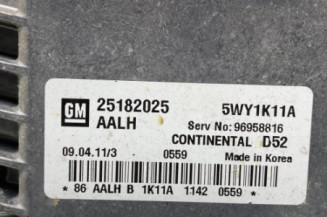 GM 25182025 5WY1K11A
AALH Serv No: 96958816
CONTINENTAL D52
09.04.11/3 0559 Made in Korea
* 86 AALH B 1K11A 1142 0559 *